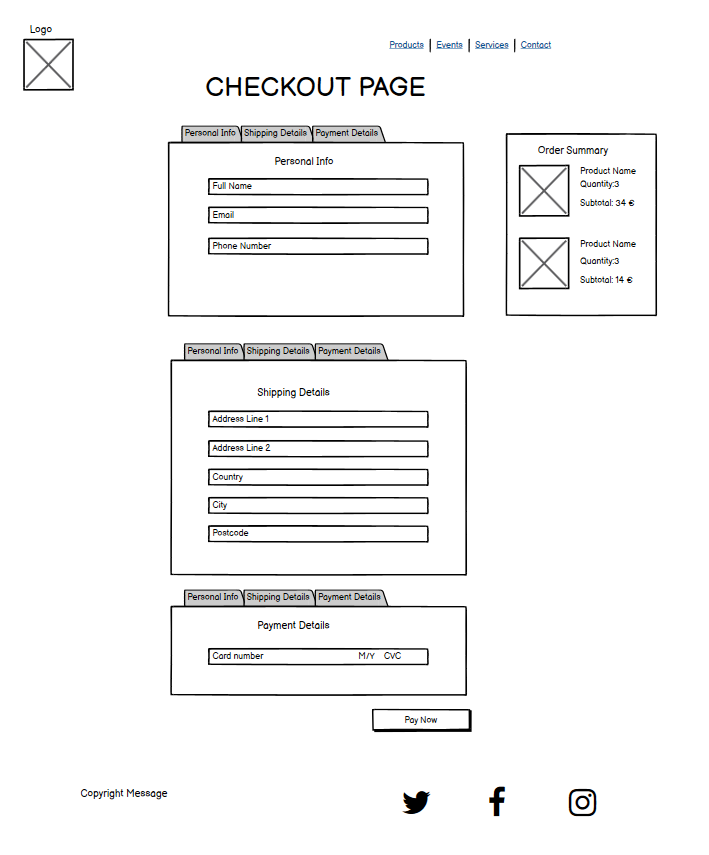 Logo
Products | Events | Services | Contact
CHECKOUT PAGE
Personal Info Shipping Details Payment Details
Personal Info
Full Name
Email
Phone Number
Order Summary
Product Name
Quantity:3
Subtotal: 34 €
Product Name
Quantity:3
Subtotal: 14 €
Personal Info Shipping Details Payment Details
Shipping Details
Address Line 1
Address Line 2
Country
City
Postcode
Personal Info Shipping Details Payment Details
Payment Details
Card number M/Y CVC
Pay Now
Copyright Message